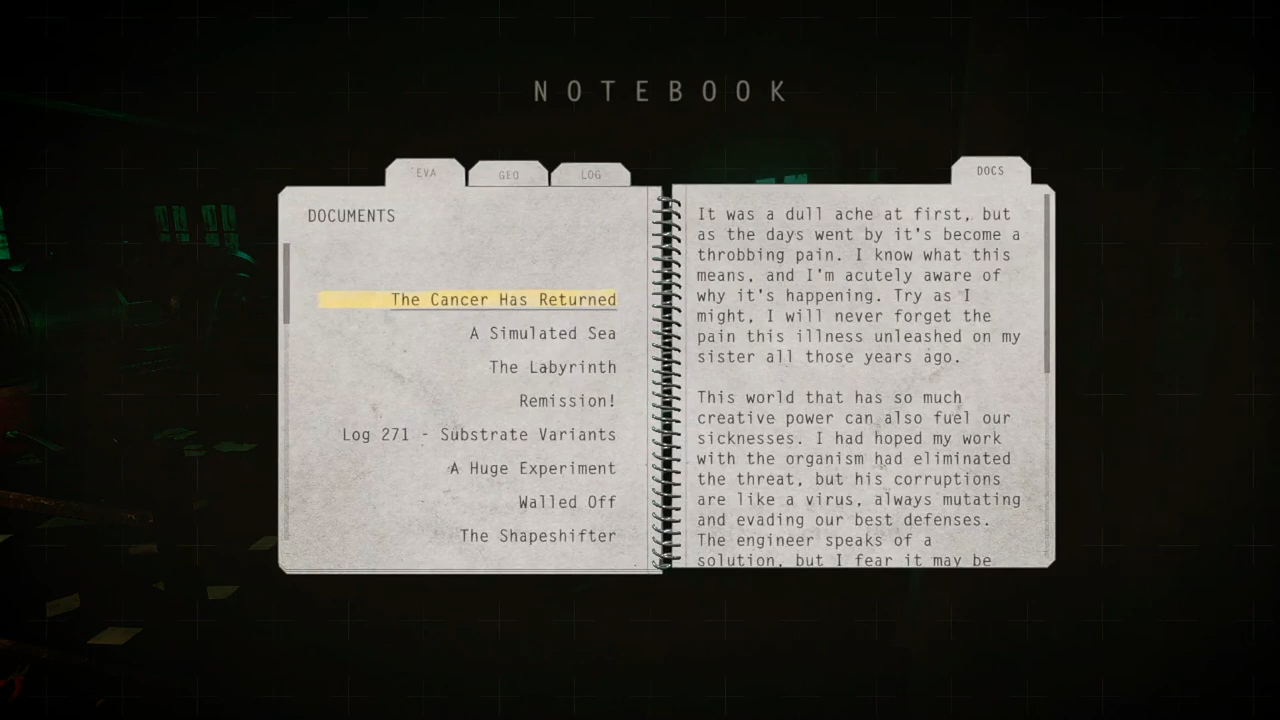 NOTEBOOK
EVA
GEO
LOG
DOCS
DOCUMENTS
The Cancer Has Returned
A Simulated Sea
The Labyrinth
Remission!
Log 271 - Substrate Variants
A Huge Experiment
Walled Off
The Shapeshifter
It was a dull ache at first, but
as the days went by it's become a
throbbing pain. I know what this
means, and I'm acutely aware of
why it's happening. Try as I
might, I will never forget the
pain this illness unleashed on my
sister all those years ago.
This world that has so much
creative power can also fuel our
sicknesses. I had hoped my work
with the organism had eliminated
the threat, but his corruptions
are like a virus, always mutating
and evading our best defenses.
The engineer speaks of a
solution, but I fear it may be